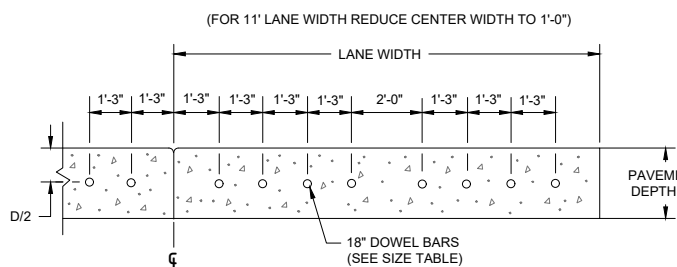 (FOR 11' LANE WIDTH REDUCE CENTER WIDTH TO 1'-0")
LANE WIDTH
1'-3" 1'-3" 1'-3" 1'-3" 1'-3" 1'-3" 2'-0" 1'-3" 1'-3" 1'-3"
D/2
PAVEME
DEPTH
18" DOWEL BARS
(SEE SIZE TABLE)
℄